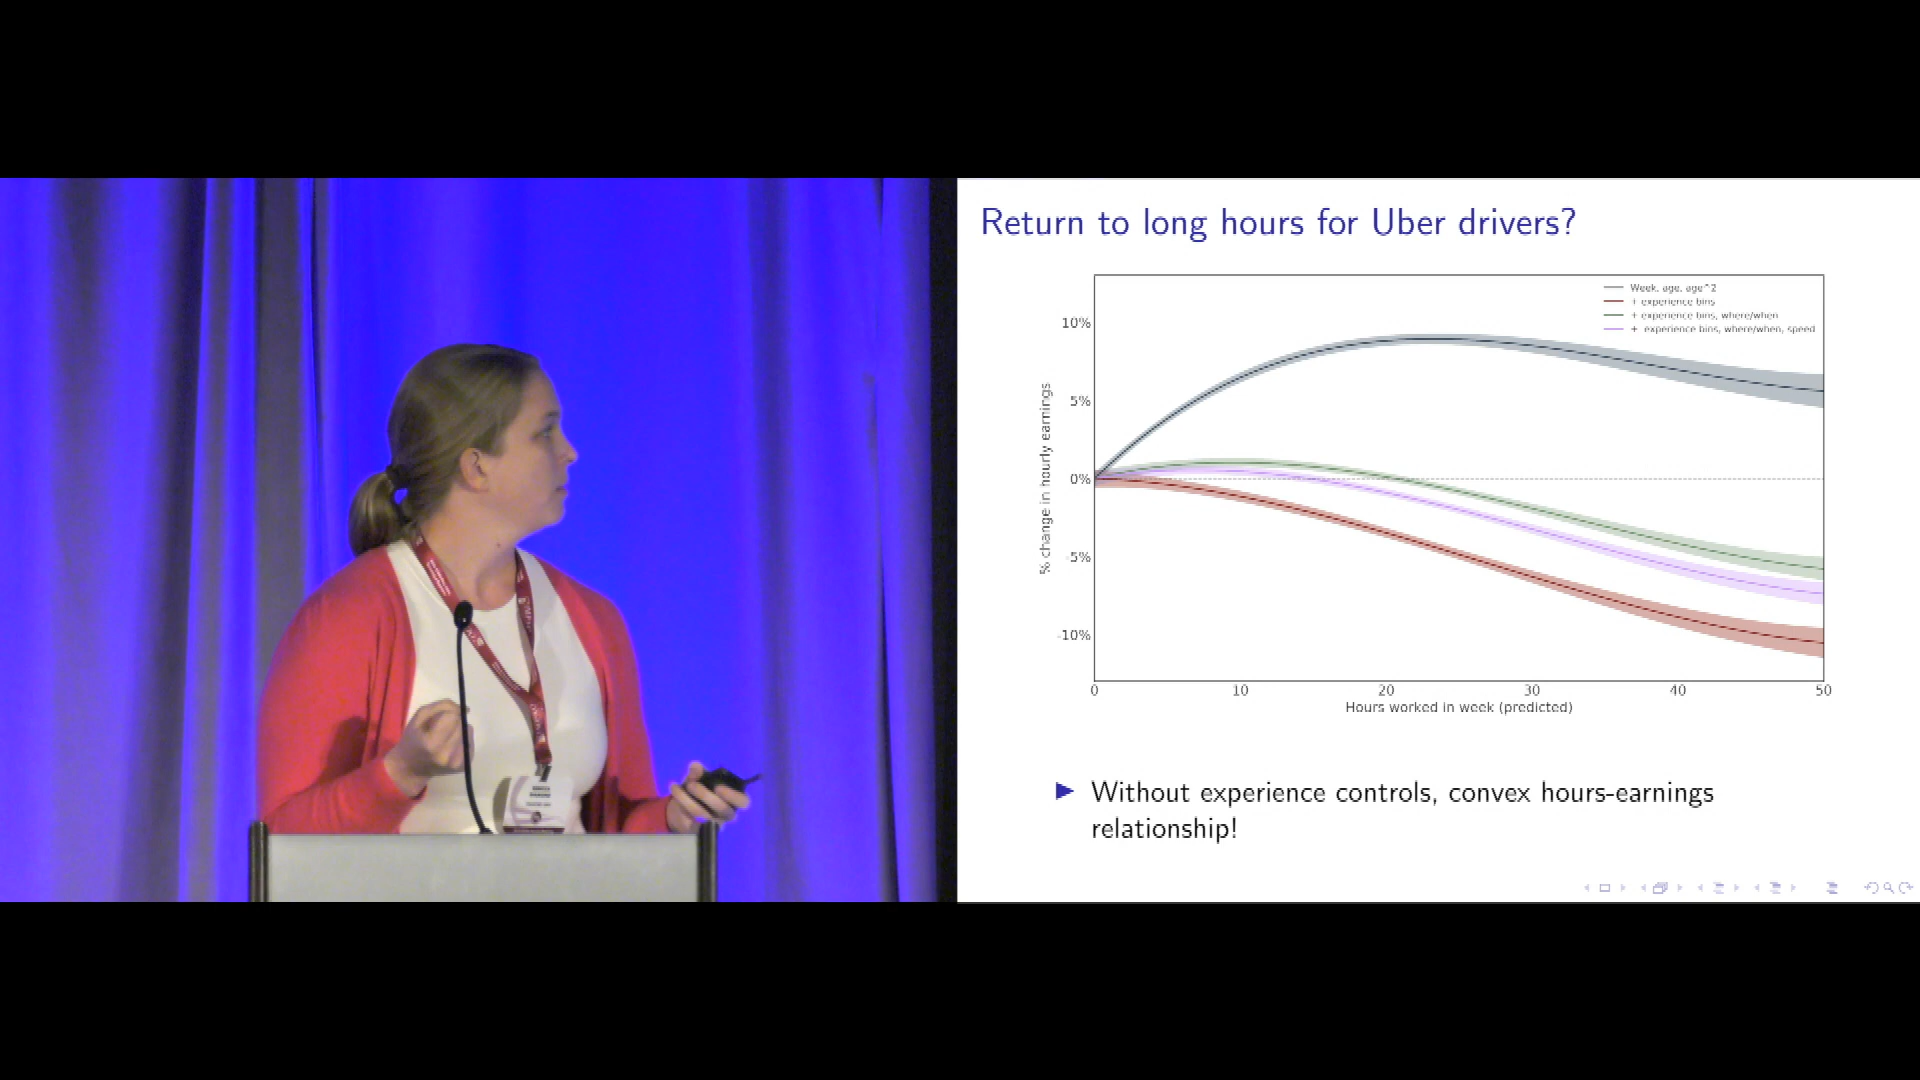 Return to long hours for Uber drivers?
Week, age, age^2
+ experience bins
+ experience bins, where/when
+ experience bins, where/when, speed
10%
5%
0%
-5%
-10%
% change in hourly earnings
0 10 20 30 40 50
Hours worked in week (predicted)
Without experience controls, convex hours-earnings
relationship!